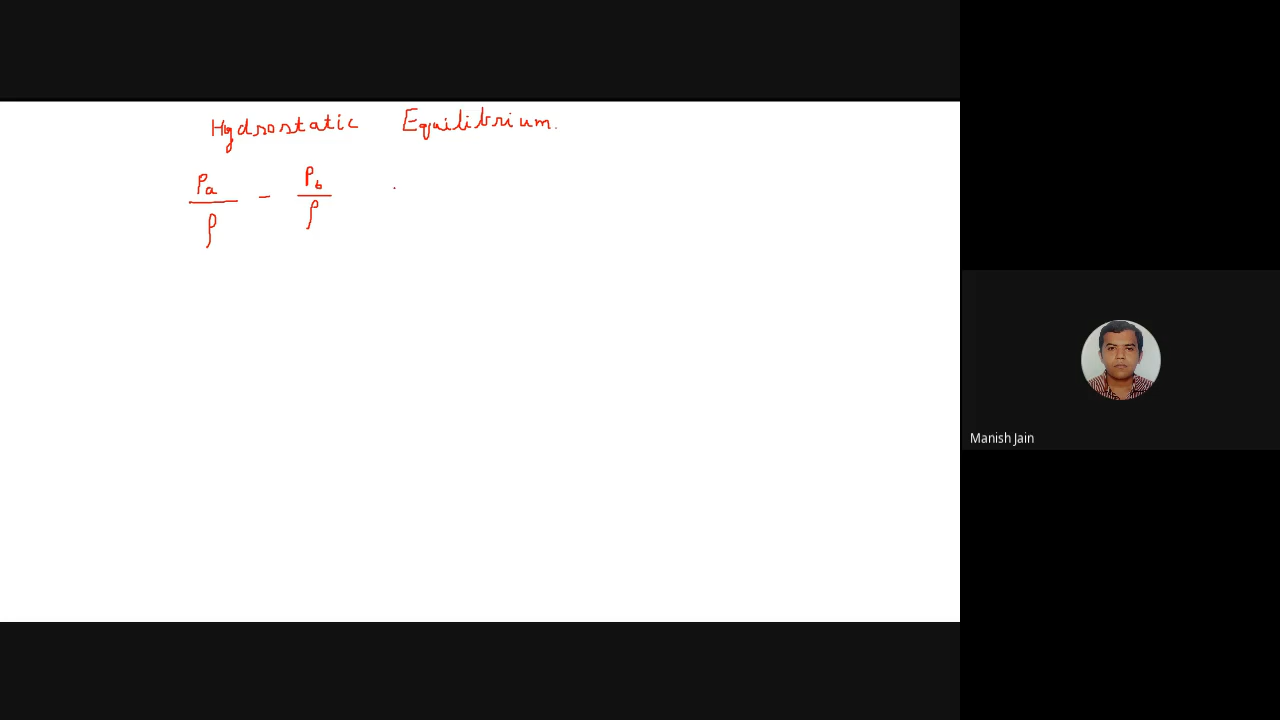 Hydrostatic Equilibrium.
Pa/ρ - Pb/ρ
Manish Jain